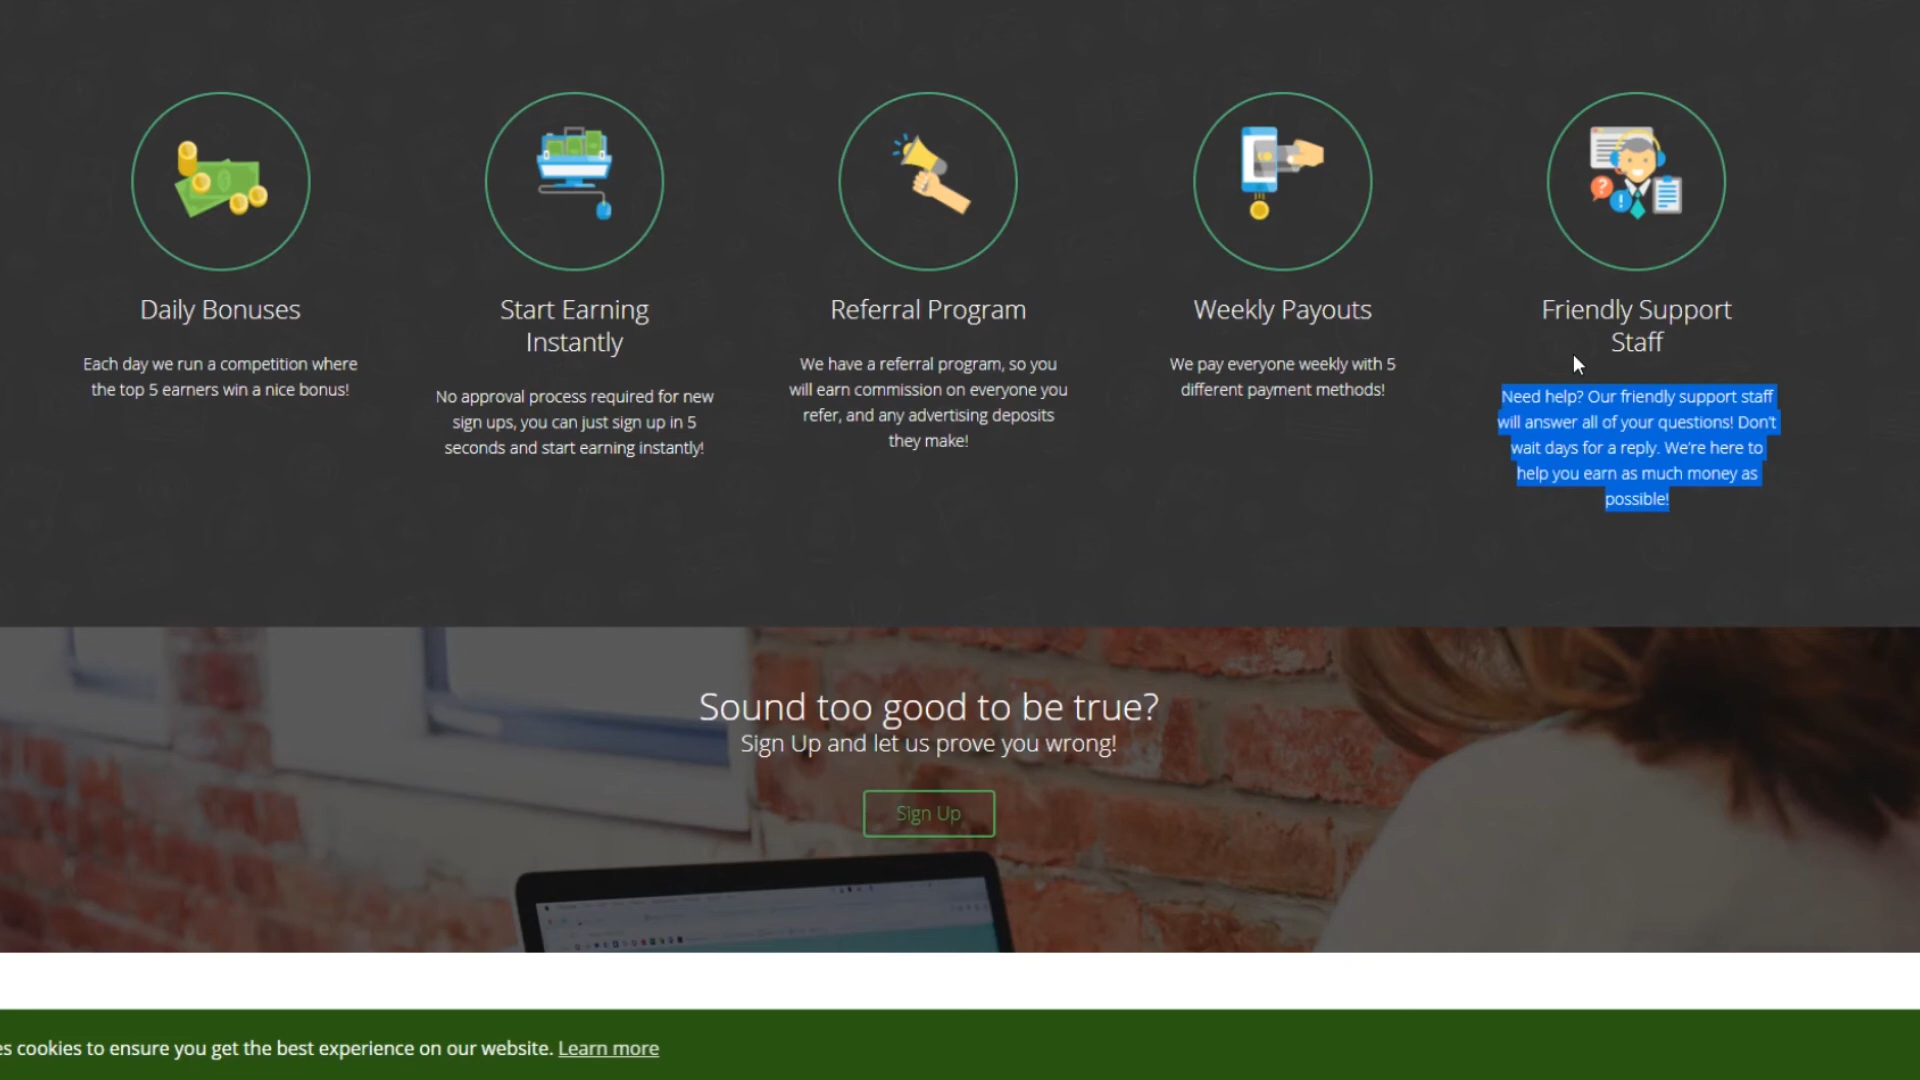 Daily Bonuses
Each day we run a competition where
the top 5 earners win a nice bonus!
Start Earning
Instantly
No approval process required for new
sign ups, you can just sign up in 5
seconds and start earning instantly!
Referral Program
We have a referral program, so you
will earn commission on everyone you
refer, and any advertising deposits
they make!
Weekly Payouts
We pay everyone weekly with 5
different payment methods!
Friendly Support
Staff
Need help? Our friendly support staff
will answer all of your questions! Don't
wait days for a reply. We're here to
help you earn as much money as
possible!
Sound too good to be true?
Sign Up and let us prove you wrong!
Sign Up
cookies to ensure you get the best experience on our website. Learn more